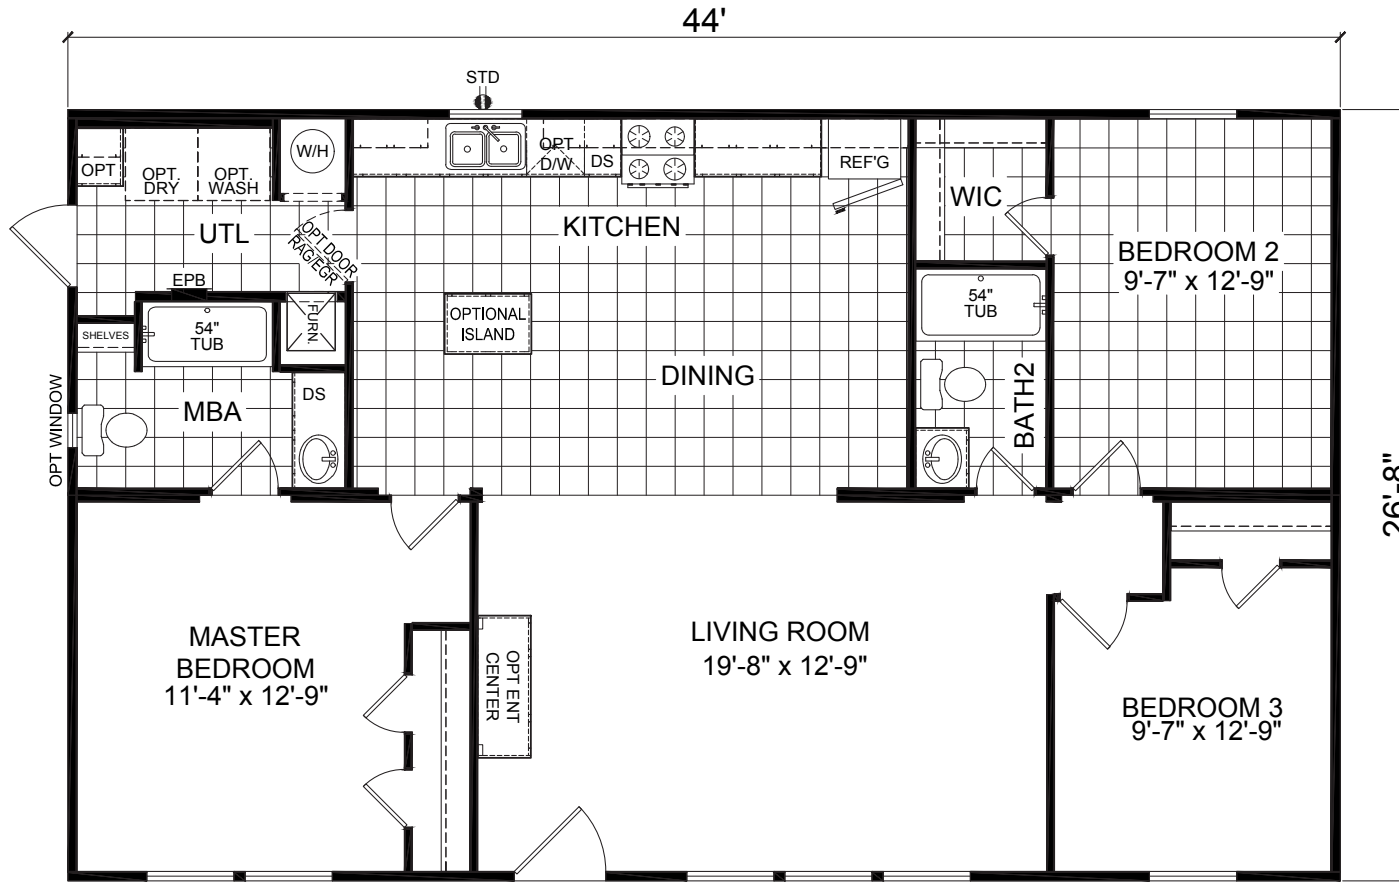 44'
STD
OPT
OPT.
DRY
OPT.
WASH
W/H
OPT
D/W
DS
REF'G
WIC
UTL
OPT DOOR
RAG/EGR
KITCHEN
BEDROOM 2
9'-7" x 12'-9"
EPB
SHELVES
54"
TUB
FURN.
OPTIONAL
ISLAND
54"
TUB
DINING
OPT WINDOW
MBA
DS
BATH2
26'-8"
MASTER
BEDROOM
11'-4" x 12'-9"
OPT ENT
CENTER
LIVING ROOM
19'-8" x 12'-9"
BEDROOM 3
9'-7" x 12'-9"